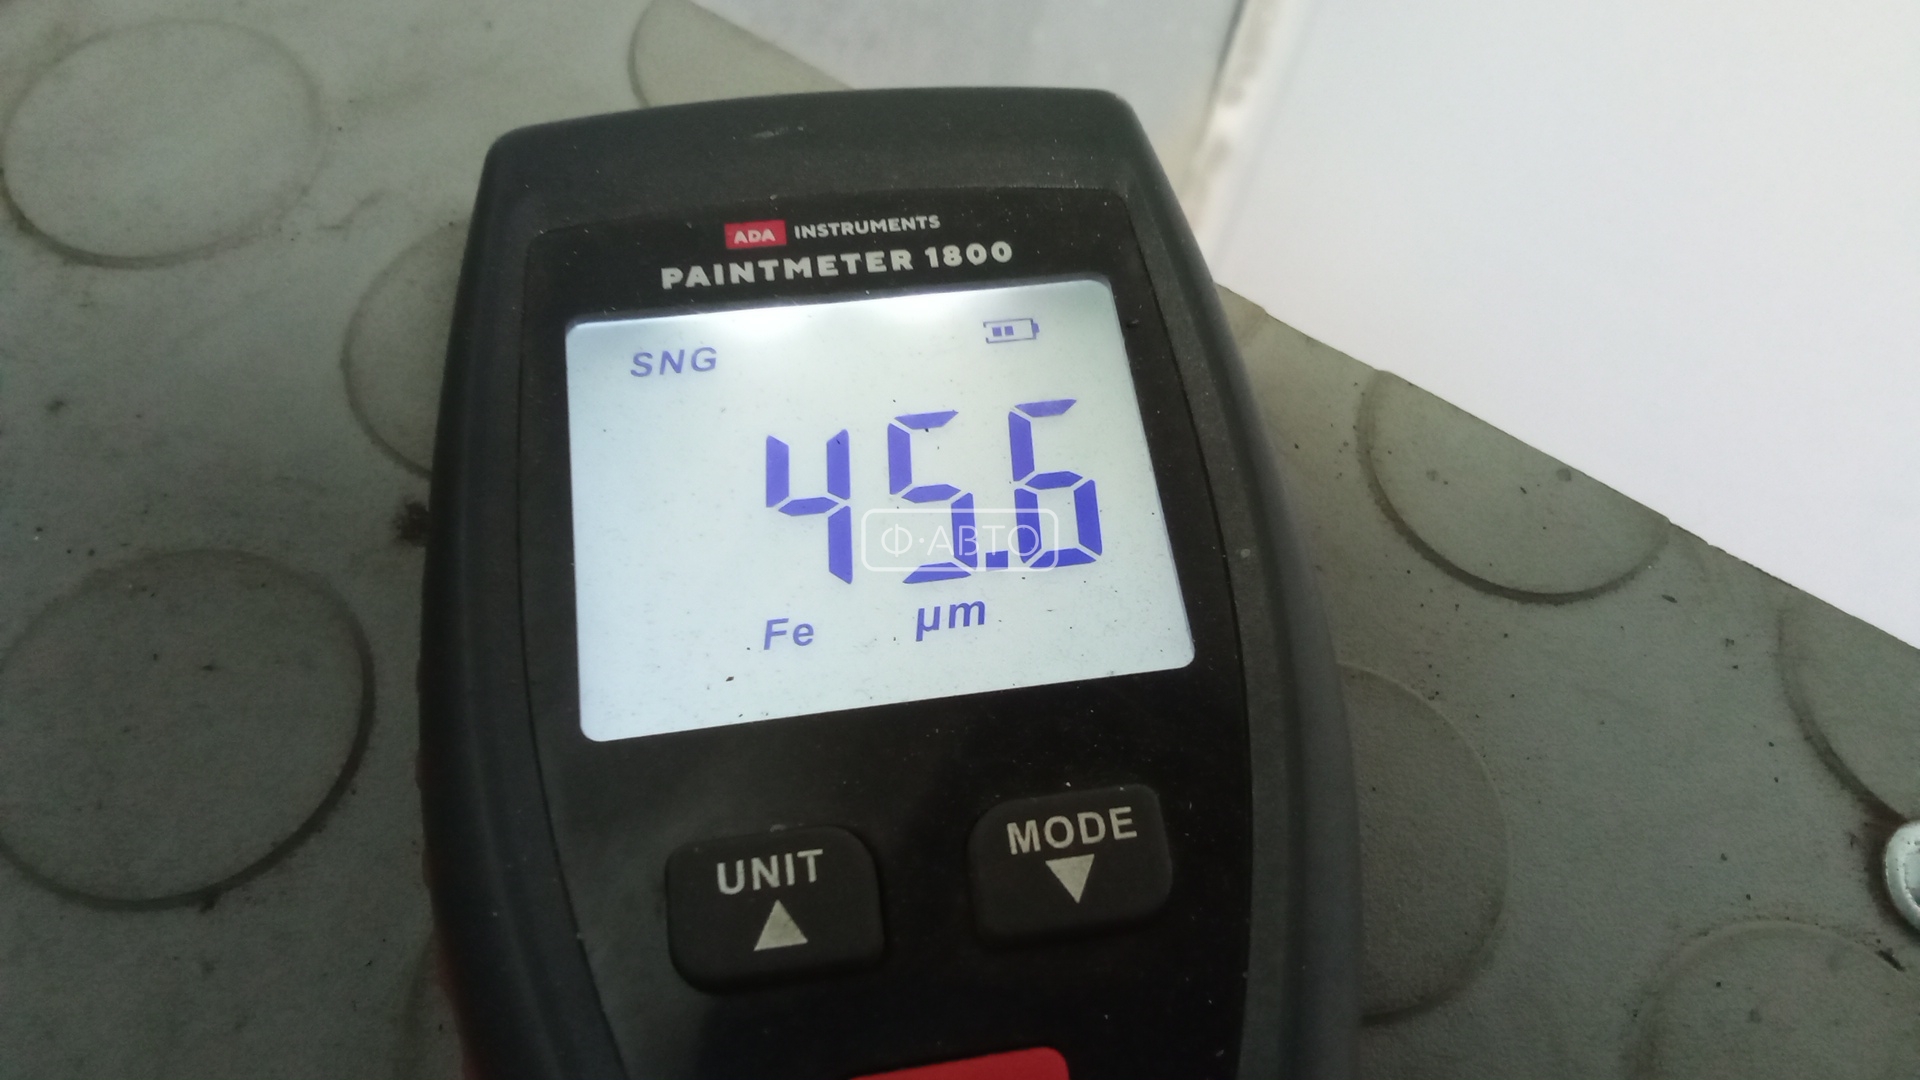 ADA INSTRUMENTS
PAINTMETER 1800
SNG
45.6
Ф·АВТО
Fe µm
UNIT
MODE